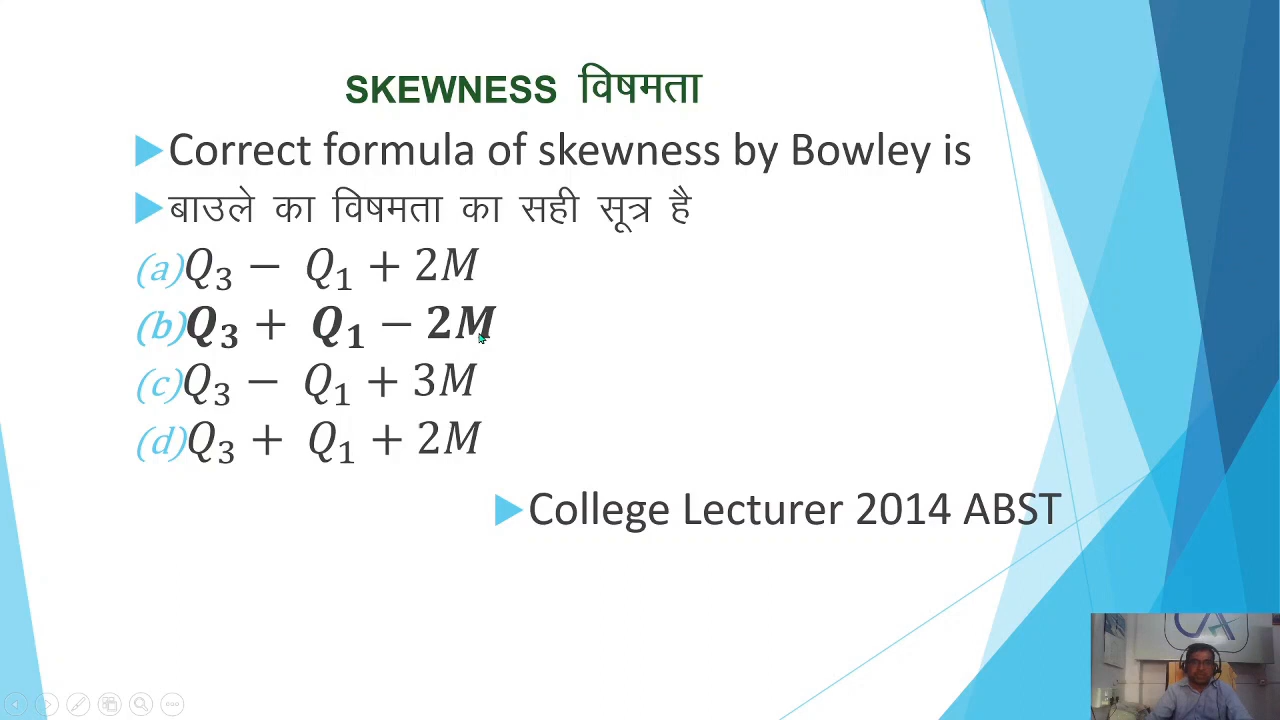 SKEWNESS विषमता
Correct formula of skewness by Bowley is
बाउले का विषमता का सही सूत्र है
(a) Q₃ − Q₁ + 2M
(b) Q₃ + Q₁ − 2M
(c) Q₃ − Q₁ + 3M
(d) Q₃ + Q₁ + 2M
College Lecturer 2014 ABST